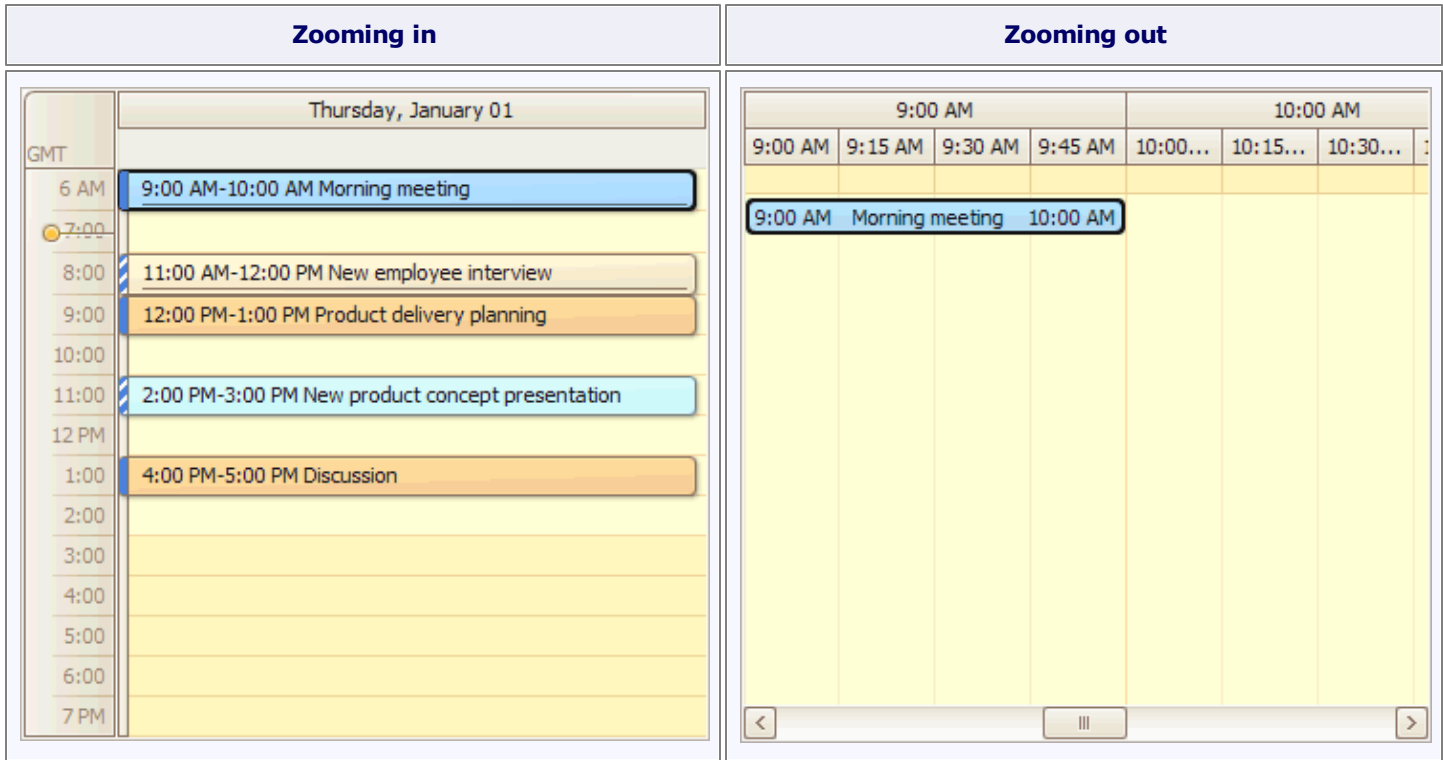 Zooming in
Zooming out
Thursday, January 01
GMT
6 AM
9:00 AM-10:00 AM Morning meeting
7:00
8:00
11:00 AM-12:00 PM New employee interview
9:00
12:00 PM-1:00 PM Product delivery planning
10:00
11:00
2:00 PM-3:00 PM New product concept presentation
12 PM
1:00
4:00 PM-5:00 PM Discussion
2:00
3:00
4:00
5:00
6:00
7 PM
9:00 AM 10:00 AM
9:00 AM 9:15 AM 9:30 AM 9:45 AM 10:00... 10:15... 10:30...
9:00 AM Morning meeting 10:00 AM